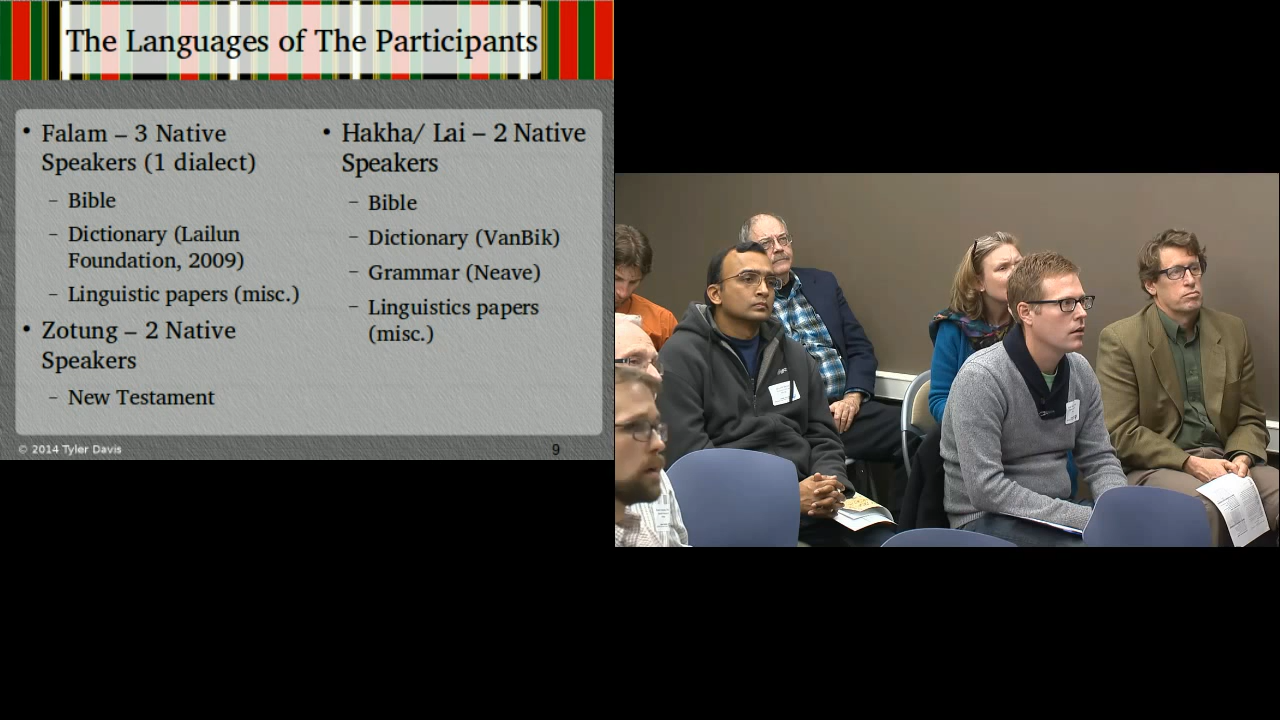 The Languages of The Participants
• Falam – 3 Native
Speakers (1 dialect)
– Bible
– Dictionary (Lailun
Foundation, 2009)
– Linguistic papers (misc.)
• Zotung – 2 Native
Speakers
– New Testament
• Hakha/ Lai – 2 Native
Speakers
– Bible
– Dictionary (VanBik)
– Grammar (Neave)
– Linguistics papers
(misc.)
© 2014 Tyler Davis
9